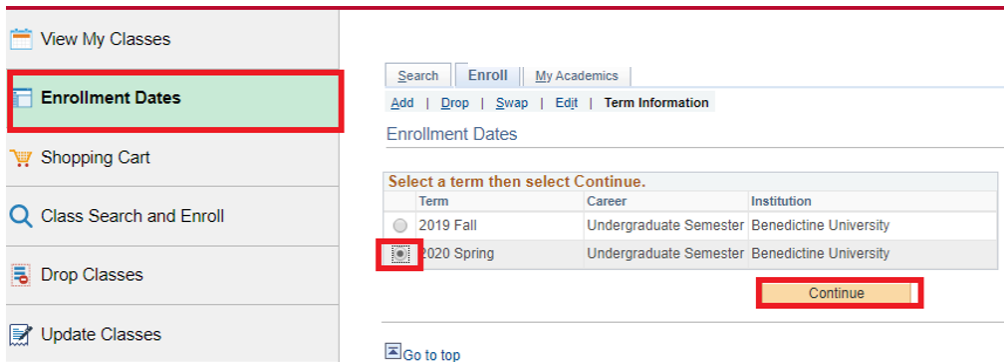 View My Classes
Enrollment Dates
Shopping Cart
Class Search and Enroll
Drop Classes
Update Classes
Search Enroll My Academics
Add | Drop | Swap | Edit | Term Information
Enrollment Dates
Select a term then select Continue.
Term Career Institution
2019 Fall Undergraduate Semester Benedictine University
2020 Spring Undergraduate Semester Benedictine University
Continue
Go to top